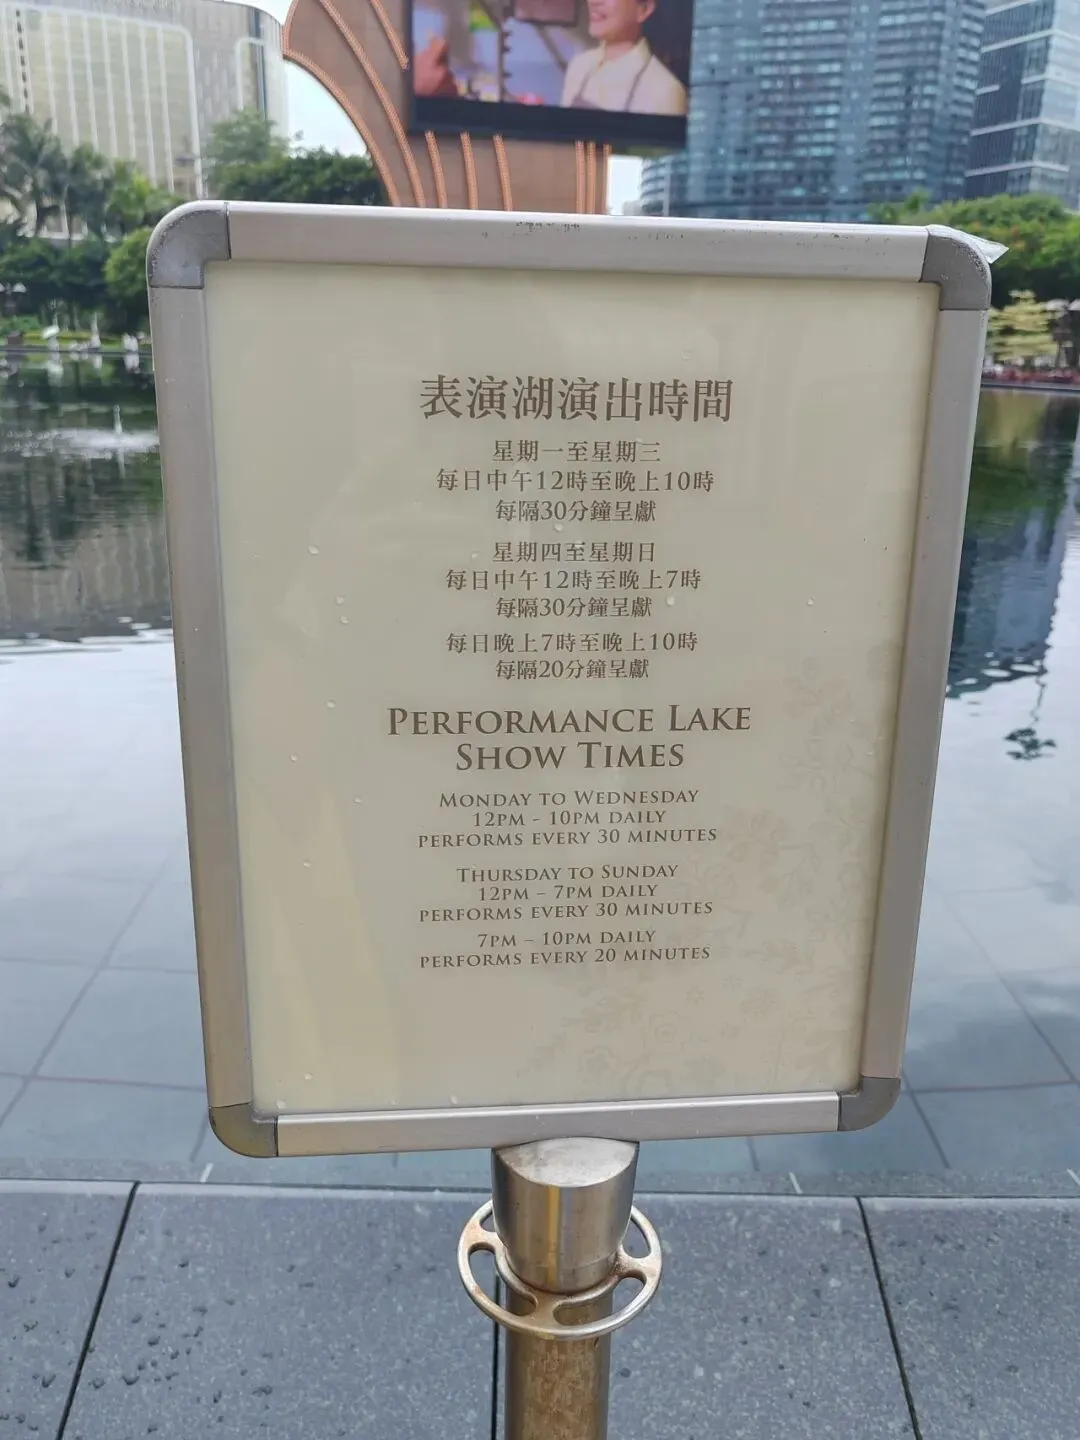 表演湖演出時間
星期一至星期三
每日中午12時至晚上10時
每隔30分鐘呈獻
星期四至星期日
每日中午12時至晚上7時
每隔30分鐘呈獻
每日晚上7時至晚上10時
每隔20分鐘呈獻
PERFORMANCE LAKE
SHOW TIMES
MONDAY TO WEDNESDAY
12PM - 10PM DAILY
PERFORMS EVERY 30 MINUTES
THURSDAY TO SUNDAY
12PM – 7PM DAILY
PERFORMS EVERY 30 MINUTES
7PM – 10PM DAILY
PERFORMS EVERY 20 MINUTES